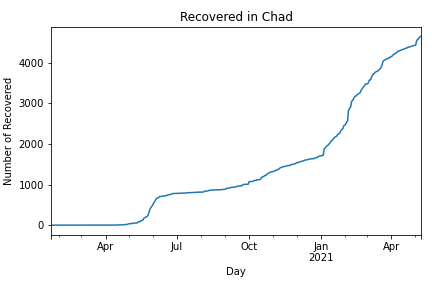 Recovered in Chad
Number of Recovered
4000
3000
2000
1000
0
Apr
Jul
Oct
Jan
2021
Apr
Day